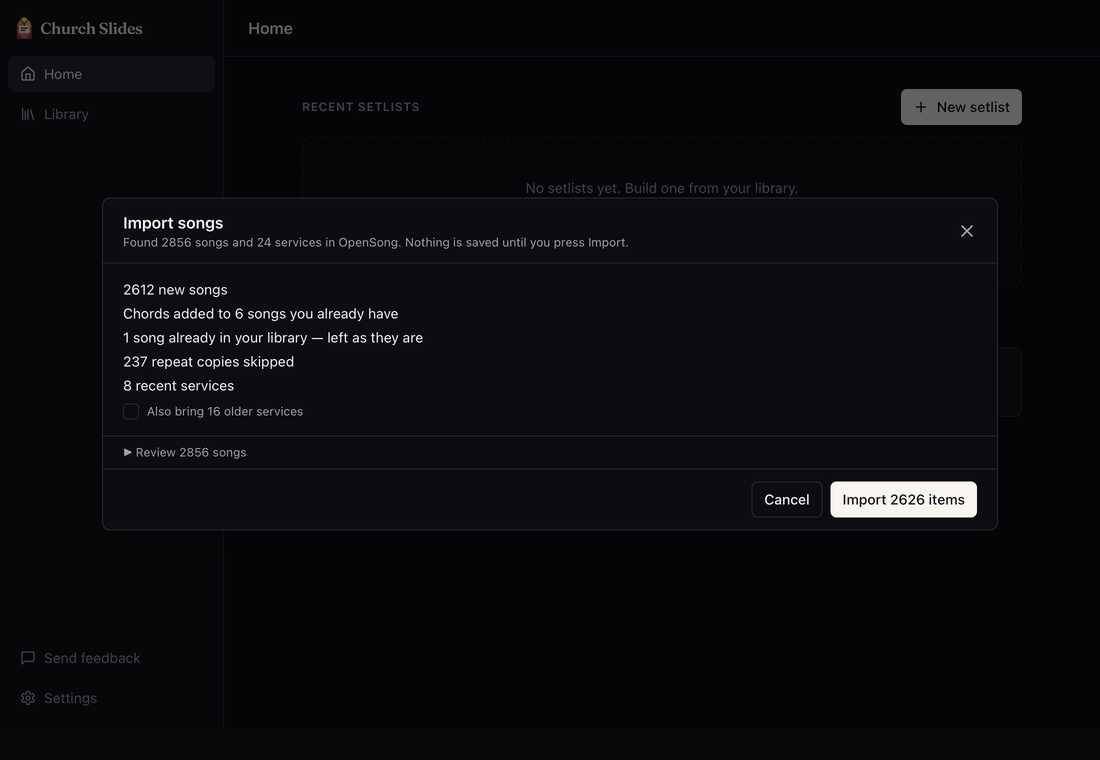 Church Slides
Home
Home
Library
RECENT SETLISTS
New setlist
No setlists yet. Build one from your library.
Import songs
Found 2856 songs and 24 services in OpenSong. Nothing is saved until you press Import.
2612 new songs
Chords added to 6 songs you already have
1 song already in your library — left as they are
237 repeat copies skipped
8 recent services
Also bring 16 older services
Review 2856 songs
Cancel
Import 2626 items
Send feedback
Settings